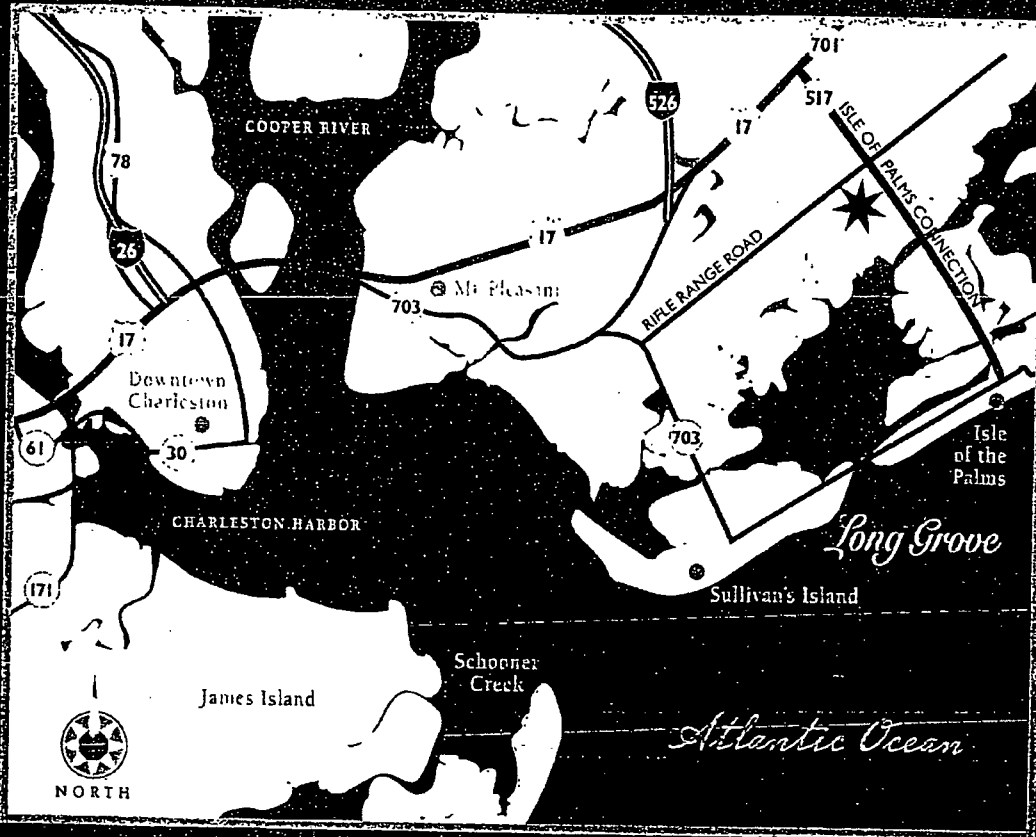 701
517
526
ISLE OF PALMS CONNECTION
17
COOPER RIVER
78
26
17
RIFLE RANGE ROAD
Mt. Pleasant
703
17
Downtown
Charleston
61
30
703
Isle
of the
Palms
CHARLESTON HARBOR
Long Grove
171
Sullivan's Island
Schooner
Creek
James Island
Atlantic Ocean
NORTH